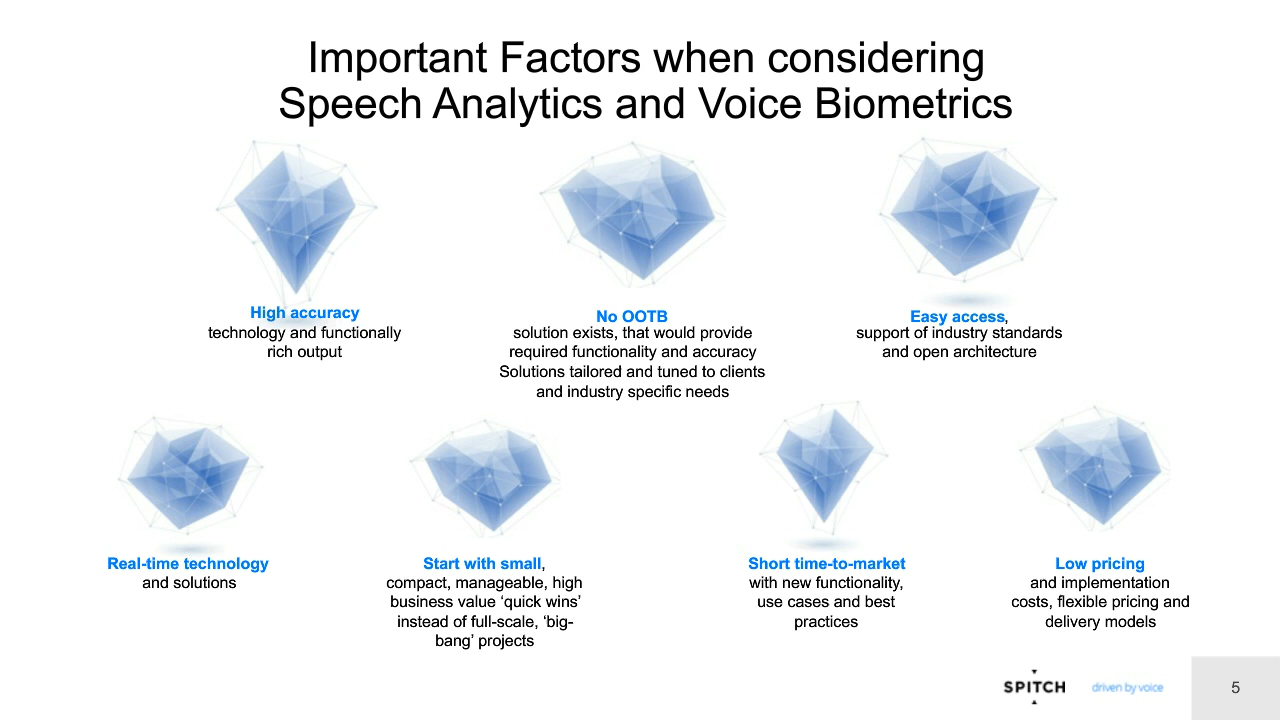 Important Factors when considering
Speech Analytics and Voice Biometrics
High accuracy
technology and functionally
rich output
No OOTB
solution exists, that would provide
required functionality and accuracy
Solutions tailored and tuned to clients
and industry specific needs
Easy access,
support of industry standards
and open architecture
Real-time technology
and solutions
Start with small,
compact, manageable, high
business value ‘quick wins’
instead of full-scale, ‘big-
bang’ projects
Short time-to-market
with new functionality,
use cases and best
practices
Low pricing
and implementation
costs, flexible pricing and
delivery models
SPITCH
driven by voice
5